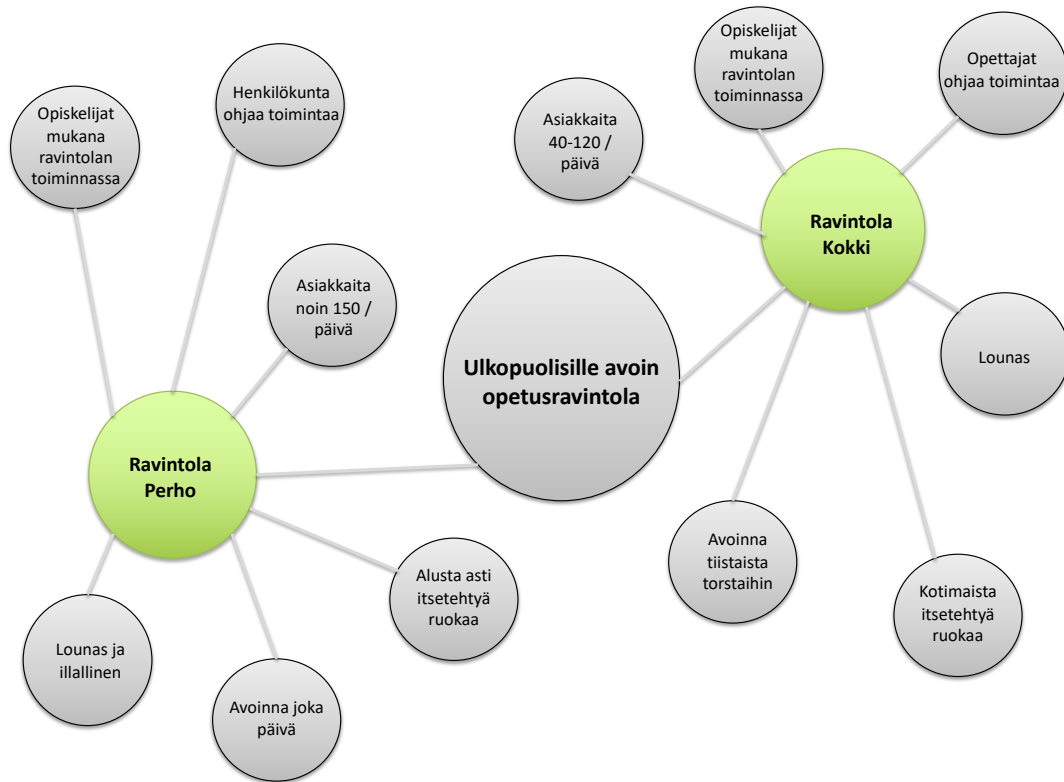 Opiskelijat
mukana
ravintolan
toiminnassa
Henkilökunta
ohjaa toimintaa
Asiakkaita
noin 150 /
päivä
Ravintola
Perho
Lounas ja
illallinen
Avoinna joka
päivä
Alusta asti
itsetehtyä
ruokaa
Ulkopuolisille avoin
opetusravintola
Asiakkaita
40-120 /
päivä
Opiskelijat
mukana
ravintolan
toiminnassa
Opettajat
ohjaa toimintaa
Ravintola
Kokki
Lounas
Avoinna
tiistaista
torstaihin
Kotimaista
itsetehtyä
ruokaa